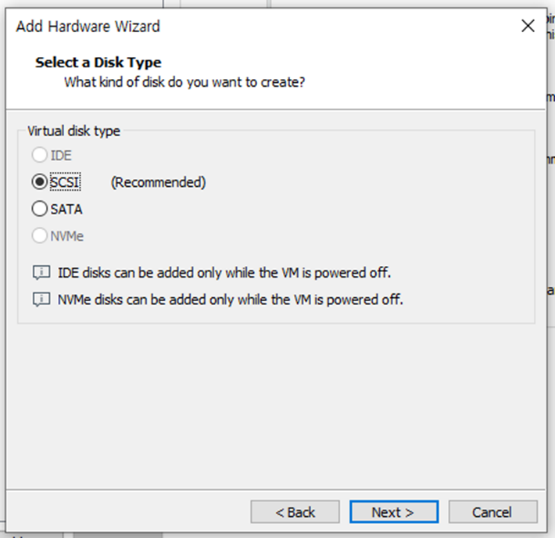 Add Hardware Wizard
Select a Disk Type
What kind of disk do you want to create?
Virtual disk type
IDE
SCSI (Recommended)
SATA
NVMe
IDE disks can be added only while the VM is powered off.
NVMe disks can be added only while the VM is powered off.
< Back Next > Cancel